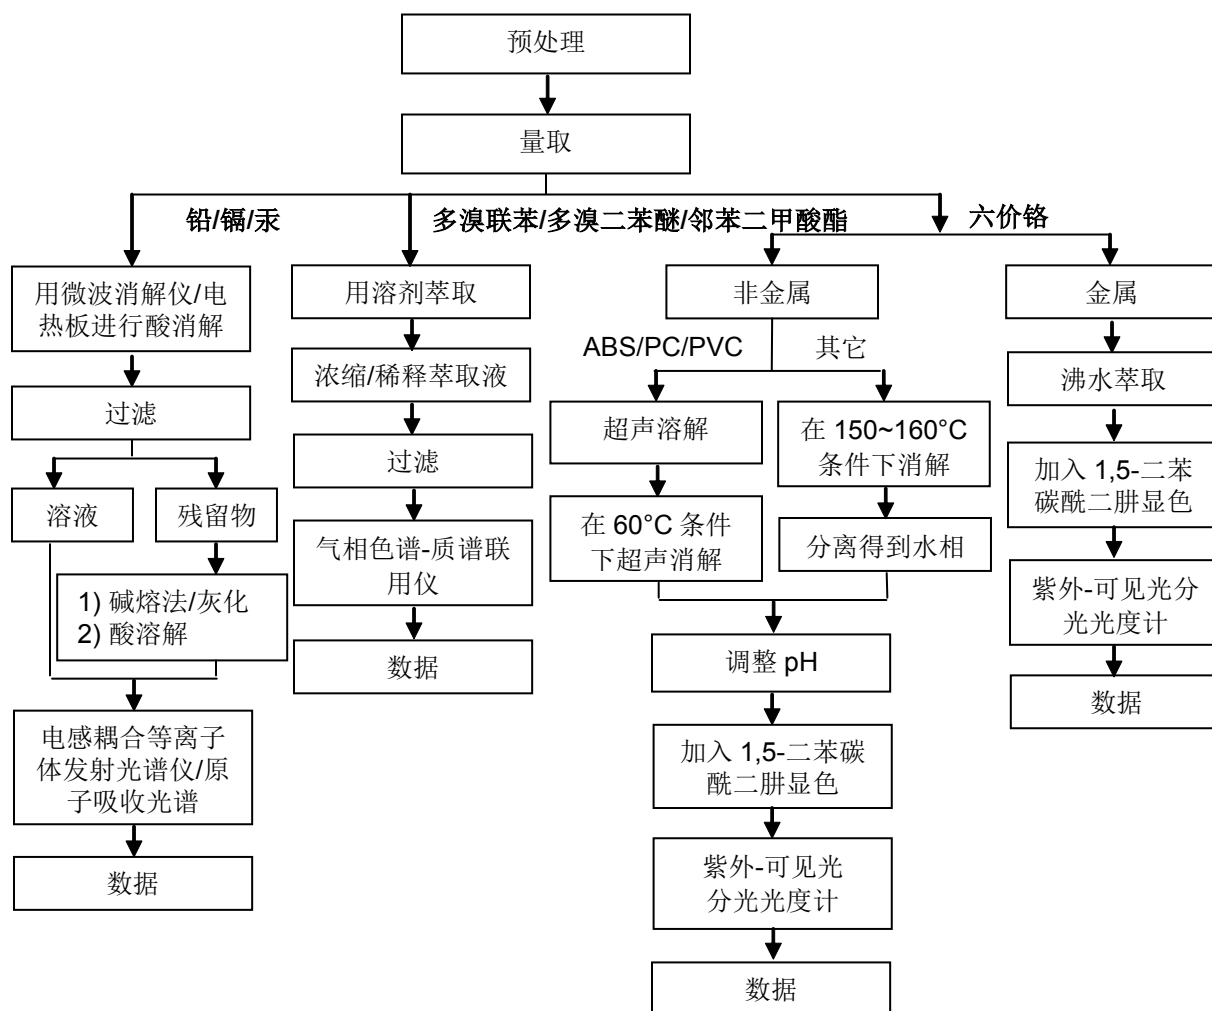 预处理
量取
铅/镉/汞
多溴联苯/多溴二苯醚/邻苯二甲酸酯
六价铬
用微波消解仪/电
热板进行酸消解
过滤
溶液
残留物
1) 碱熔法/灰化
2) 酸溶解
电感耦合等离子
体发射光谱仪/原
子吸收光谱
数据
用溶剂萃取
浓缩/稀释萃取液
过滤
气相色谱-质谱联
用仪
数据
非金属
ABS/PC/PVC
其它
超声溶解
在 60°C 条件
下超声消解
在 150~160°C
条件下消解
分离得到水相
调整 pH
加入 1,5-二苯碳
酰二肼显色
紫外-可见光
分光光度计
数据
金属
沸水萃取
加入 1,5-二苯
碳酰二肼显色
紫外-可见光分
光光度计
数据